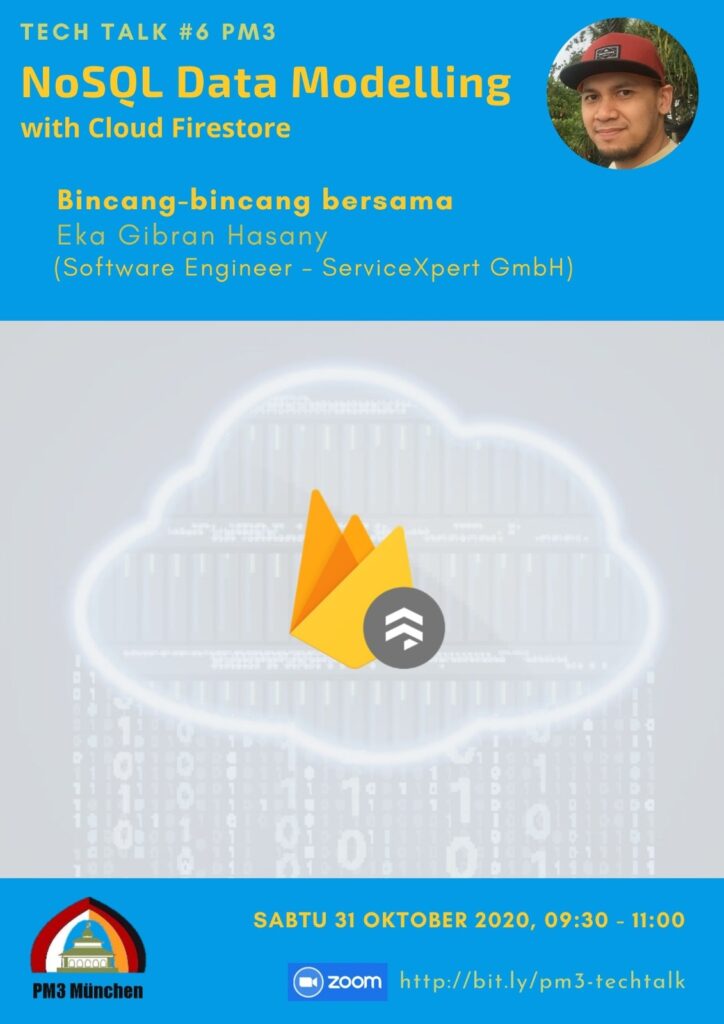 TECH TALK #6 PM3
NoSQL Data Modelling
with Cloud Firestore
Bincang-bincang bersama
Eka Gibran Hasany
(Software Engineer – ServiceXpert GmbH)
SABTU 31 OKTOBER 2020, 09:30 - 11:00
zoom http://bit.ly/pm3-techtalk
PM3 München